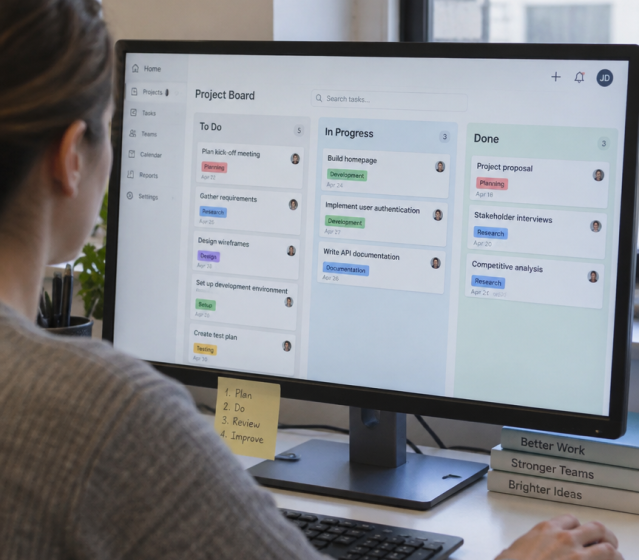 Home
Projects
Tasks
Teams
Calendar
Reports
Settings
JD
Project Board
Search tasks...
To Do
5
Plan kick-off meeting
Planning
Gather requirements
Research
Design wireframes
Design
Set up development environment
Setup
Create test plan
Testing
In Progress
3
Build homepage
Development
Apr 24
Implement user authentication
Development
Apr 27
Write API documentation
Documentation
Apr 28
Done
3
Project proposal
Planning
Apr 18
Stakeholder interviews
Research
Apr 20
Competitive analysis
Research
1. Plan
2. Do
3. Review
4. Improve
Better Work
Stronger Teams
Brighter Ideas